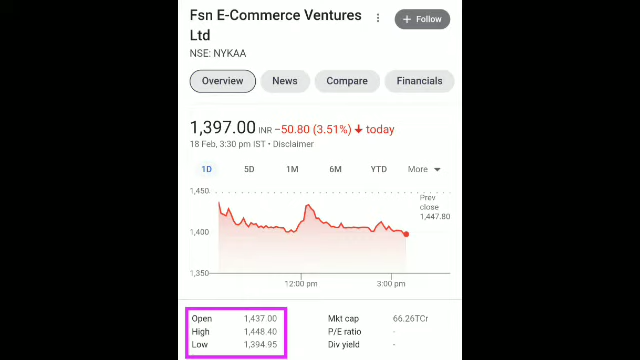 Fsn E-Commerce Ventures
Ltd
+ Follow
NSE: NYKAA
Overview
News
Compare
Financials
1,397.00 INR −50.80 (3.51%) ↓ today
18 Feb, 3:30 pm IST • Disclaimer
1D 5D 1M 6M YTD More
1,450
Prev
close
1,447.80
1,400
1,350
12:00 pm 3:00 pm
Open 1,437.00 Mkt cap 66.26TCr
High 1,448.40 P/E ratio -
Low 1,394.95 Div yield -